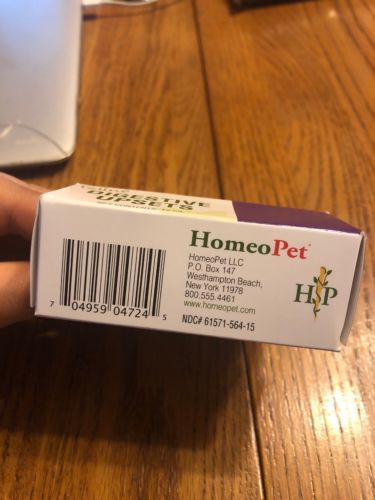 DIGESTIVE
UPSETS
HomeoPet
HomeoPet LLC
P.O. Box 147
Westhampton Beach,
New York 11978
800.555.4461
www.homeopet.com
HP
NDC# 61571-564-15
7 04959 04724 5